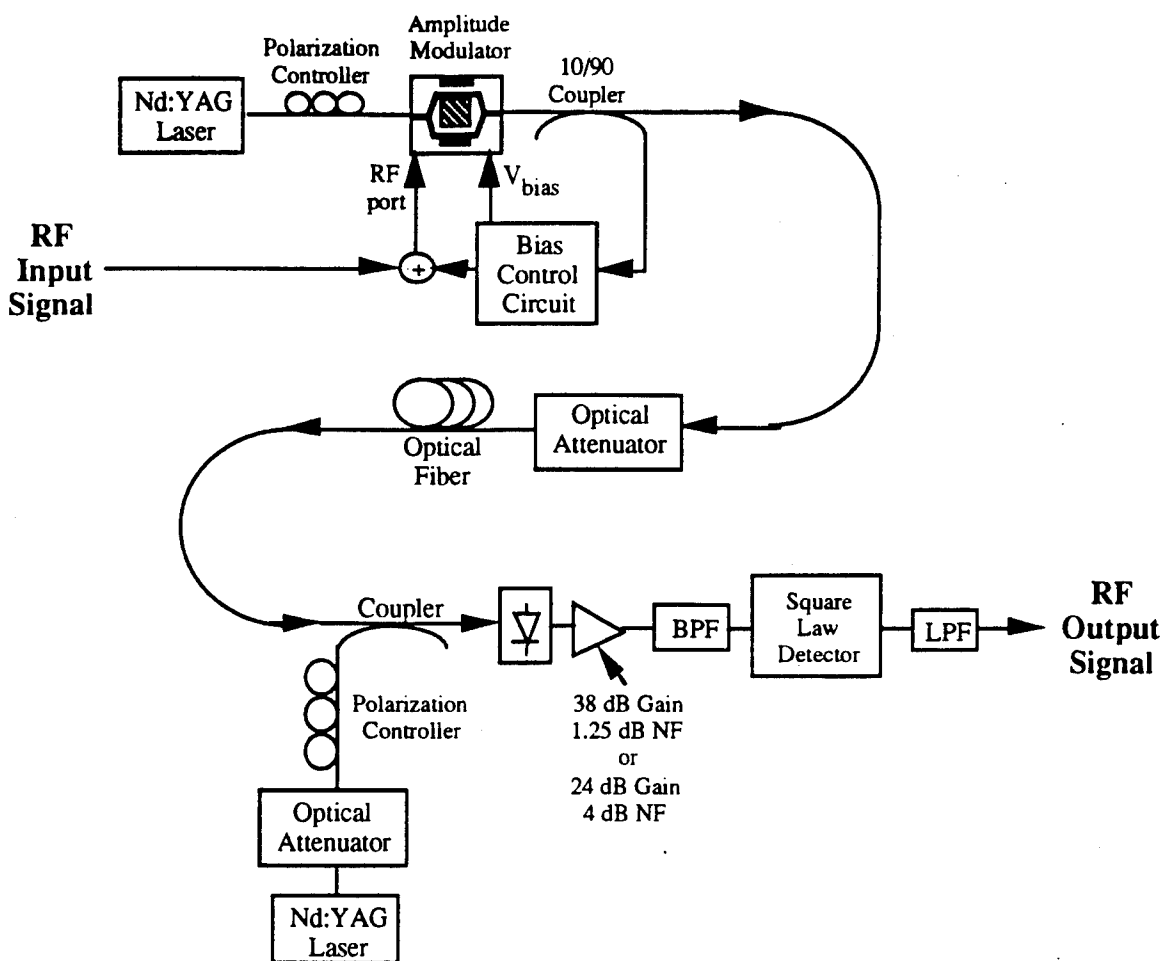 Amplitude
Modulator
Polarization
Controller
10/90
Coupler
Nd:YAG
Laser
RF
port
V bias
RF
Input
Signal
+
Bias
Control
Circuit
Optical
Attenuator
Optical
Fiber
Coupler
BPF
Square
Law
Detector
LPF
RF
Output
Signal
Polarization
Controller
38 dB Gain
1.25 dB NF
or
24 dB Gain
4 dB NF
Optical
Attenuator
Nd:YAG
Laser